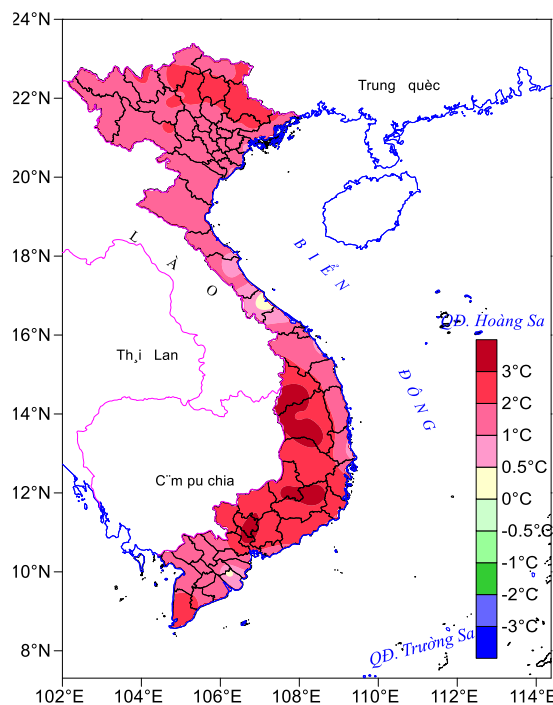 24°N
22°N
20°N
18°N
16°N
14°N
12°N
10°N
8°N
102°E
104°E
106°E
108°E
110°E
112°E
114°E
Trung quèc
LÀO
BIỂN
ĐÔNG
QĐ. Hoàng Sa
Th¸i Lan
C¨m pu chia
QĐ. Trường Sa
3°C
2°C
1°C
0.5°C
0°C
-0.5°C
-1°C
-2°C
-3°C